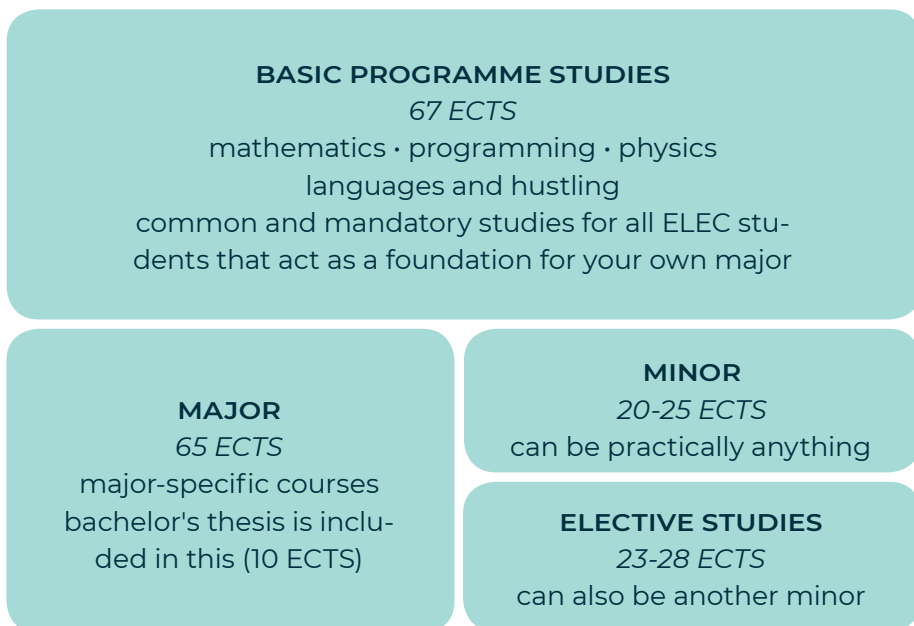 BASIC PROGRAMME STUDIES
67 ECTS
mathematics • programming • physics
languages and hustling
common and mandatory studies for all ELEC stu-
dents that act as a foundation for your own major
MAJOR
65 ECTS
major-specific courses
bachelor's thesis is inclu-
ded in this (10 ECTS)
MINOR
20-25 ECTS
can be practically anything
ELECTIVE STUDIES
23-28 ECTS
can also be another minor